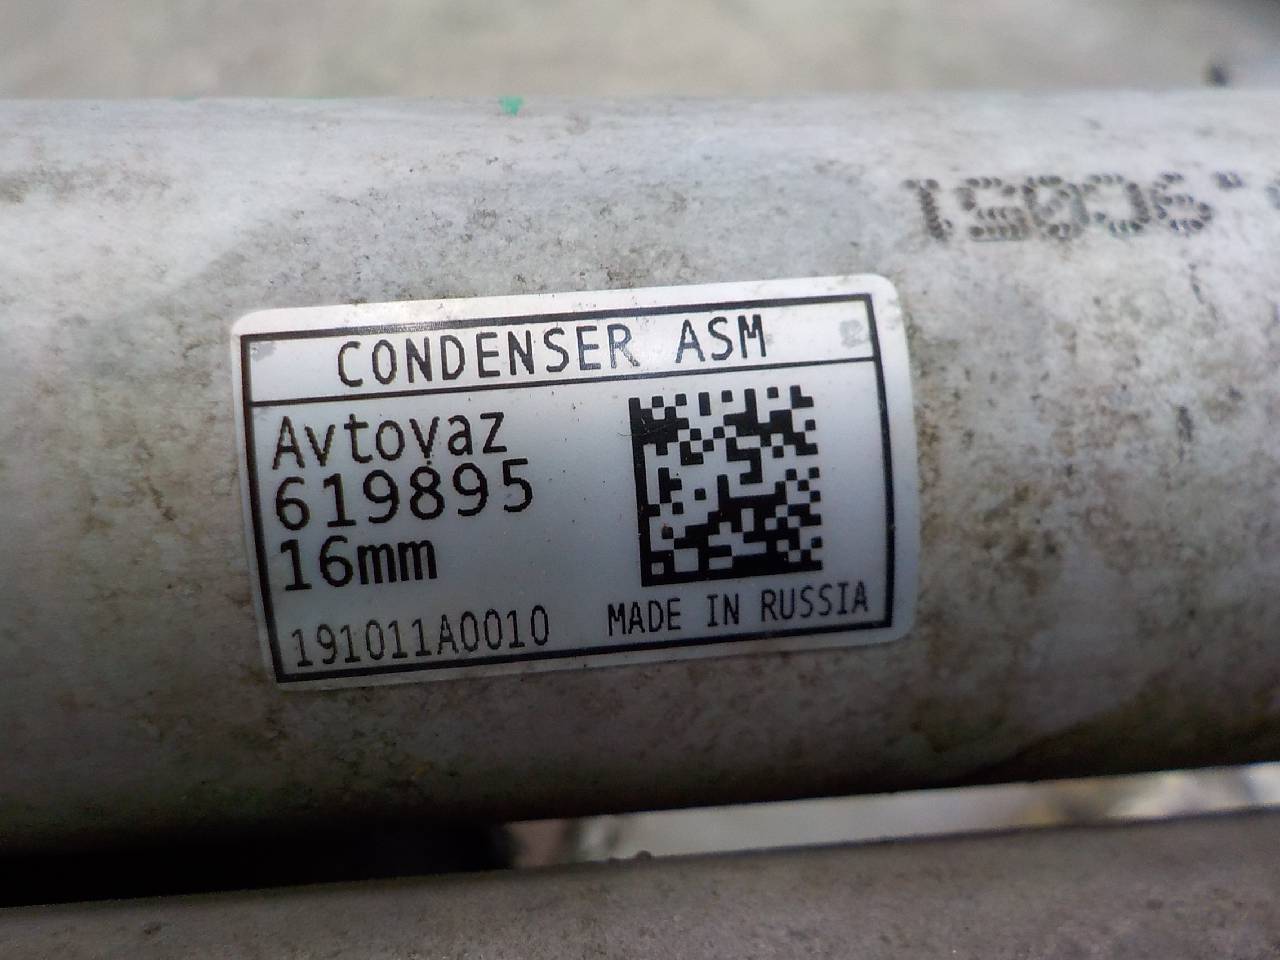 CONDENSER ASM
Avtovaz
619895
16mm
191011A0010
MADE IN RUSSIA